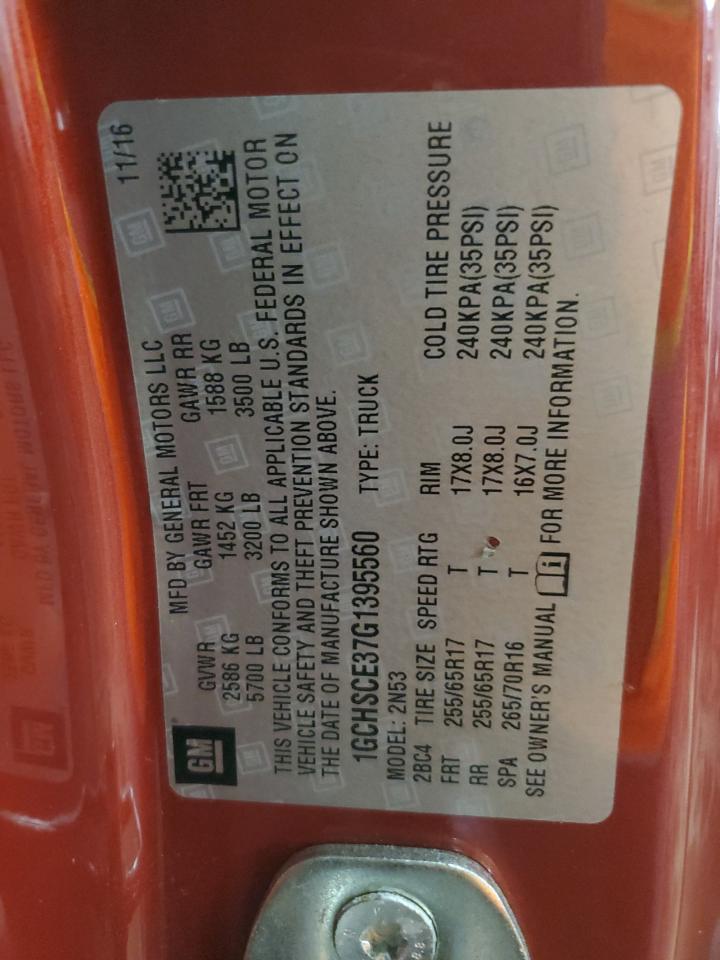 GM
MFD BY GENERAL MOTORS LLC
11/16
GVWR GAWR FRT GAWR RR
2586 KG 1452 KG 1588 KG
5700 LB 3200 LB 3500 LB
THIS VEHICLE CONFORMS TO ALL APPLICABLE U.S. FEDERAL MOTOR
VEHICLE SAFETY AND THEFT PREVENTION STANDARDS IN EFFECT ON
THE DATE OF MANUFACTURE SHOWN ABOVE.
1GCHSCE37G1395560 TYPE: TRUCK
MODEL: 2N53
2BC4 TIRE SIZE SPEED RTG RIM COLD TIRE PRESSURE
FRT 255/65R17 T 17X8.0J 240KPA(35PSI)
RR 255/65R17 T 17X8.0J 240KPA(35PSI)
SPA 265/70R16 T 16X7.0J 240KPA(35PSI)
SEE OWNER'S MANUAL i FOR MORE INFORMATION.